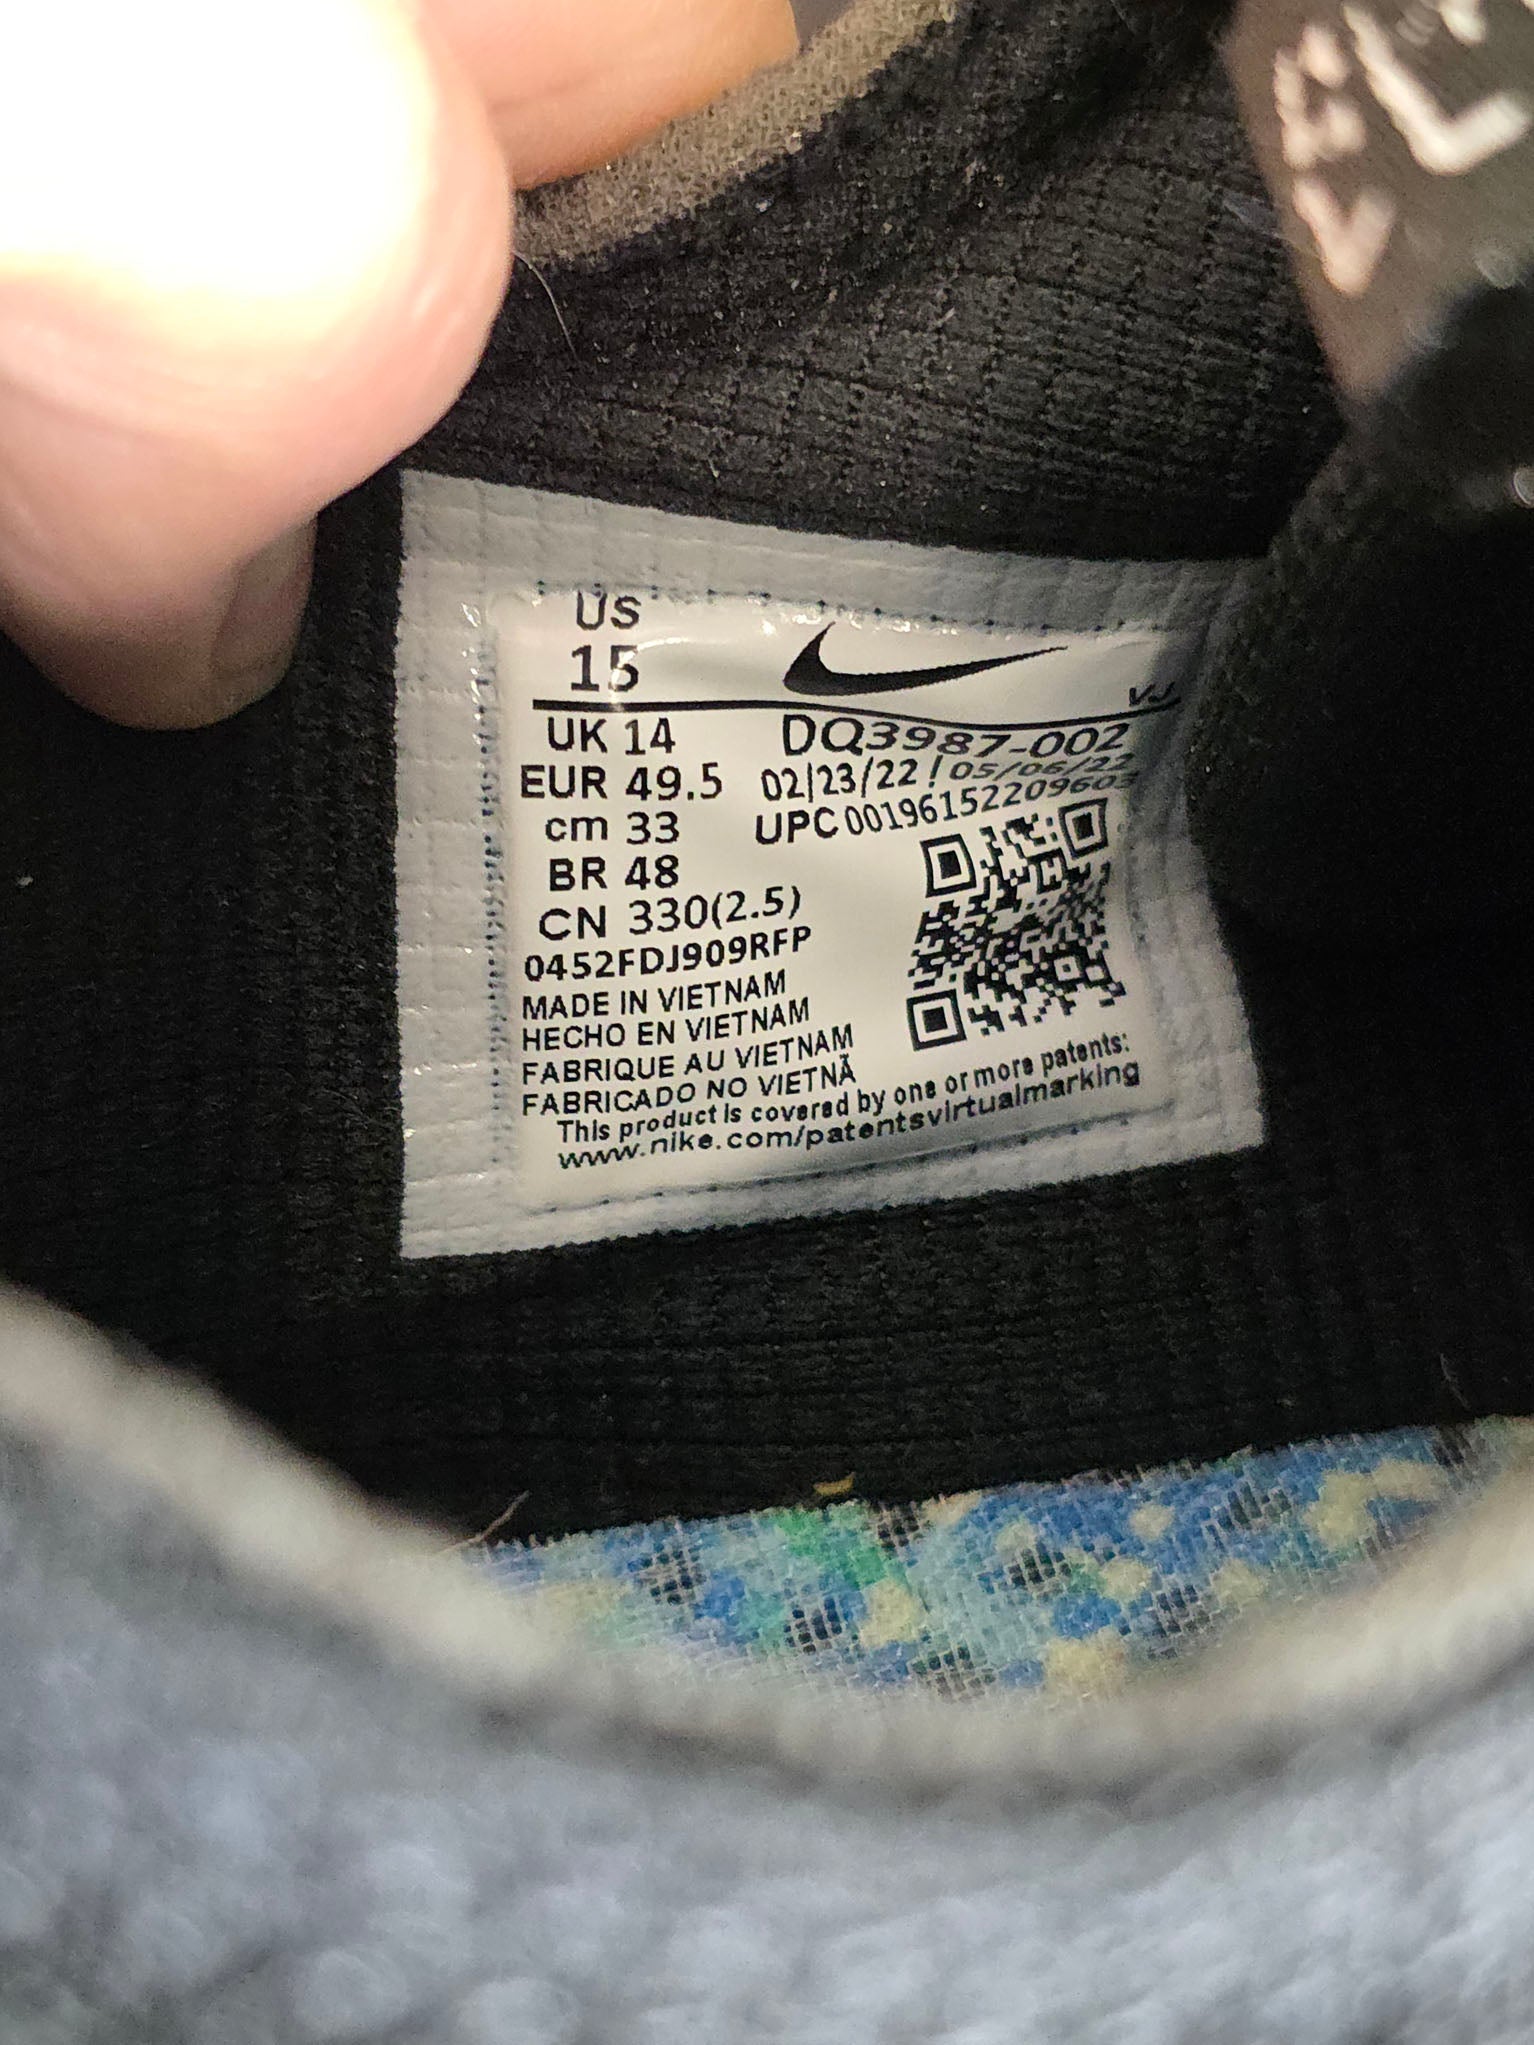 US
15
VJ
UK 14 DQ3987-002
EUR 49.5 02/23/22 ! 05/06/22
cm 33 UPC 00196152209603
BR 48
CN 330(2.5)
0452FDJ909RFP
MADE IN VIETNAM
HECHO EN VIETNAM
FABRIQUE AU VIETNAM
FABRICADO NO VIETNÃ
This product is covered by one or more patents:
www.nike.com/patentsvirtualmarking